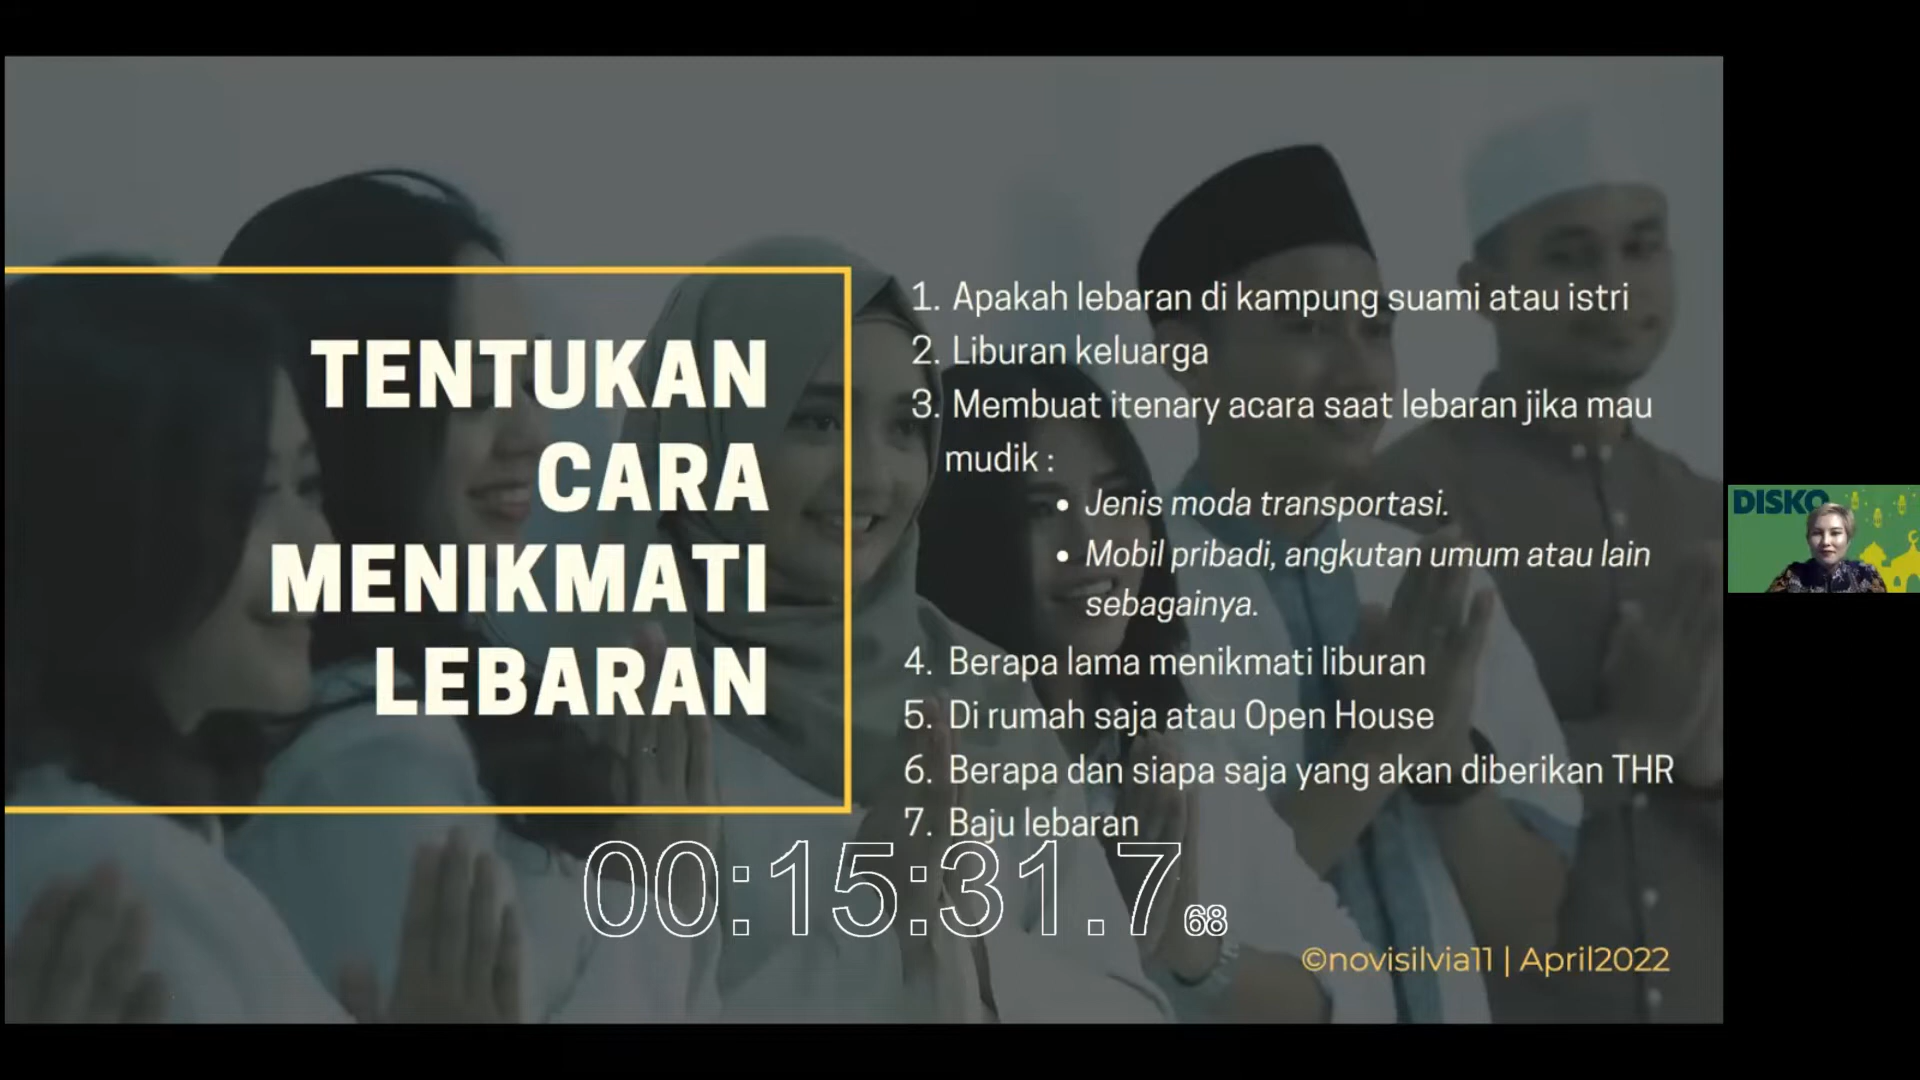 TENTUKAN
CARA
MENIKMATI
LEBARAN
1. Apakah lebaran di kampung suami atau istri
2. Liburan keluarga
3. Membuat itenary acara saat lebaran jika mau
mudik :
• Jenis moda transportasi.
• Mobil pribadi, angkutan umum atau lain
sebagainya.
4. Berapa lama menikmati liburan
5. Di rumah saja atau Open House
6. Berapa dan siapa saja yang akan diberikan THR
7. Baju lebaran
00:15:31.768
©novisilvia11 | April2022
DISKO